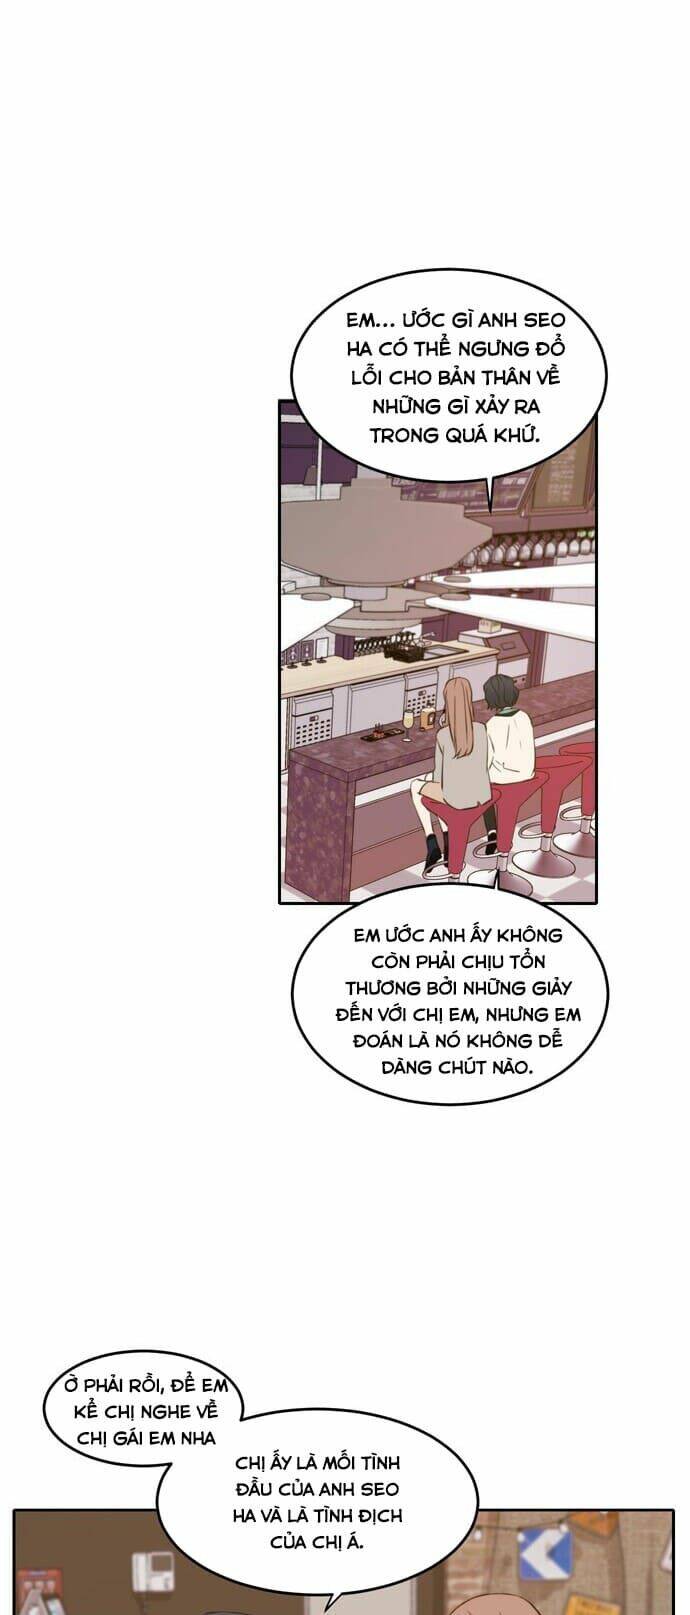 EM... ƯỚC GÌ ANH SEO
HA CÓ THỂ NGƯNG ĐỔ
LỖI CHO BẢN THÂN VỀ
NHỮNG GÌ XẢY RA
TRONG QUÁ KHỨ.
EM ƯỚC ANH ẤY KHÔNG
CÒN PHẢI CHỊU TỔN
THƯƠNG BỞI NHỮNG GIẢY
ĐẾN VỚI CHỊ EM, NHƯNG EM
ĐOÁN LÀ NÓ KHÔNG DỄ
DÀNG CHÚT NÀO.
Ờ PHẢI RỒI, ĐỂ EM
KỂ CHỊ NGHE VỀ
CHỊ GÁI EM NHA
CHỊ ẤY LÀ MỐI TÌNH
ĐẦU CỦA ANH SEO
HA VÀ LÀ TÌNH ĐỊCH
CỦA CHỊ Á.